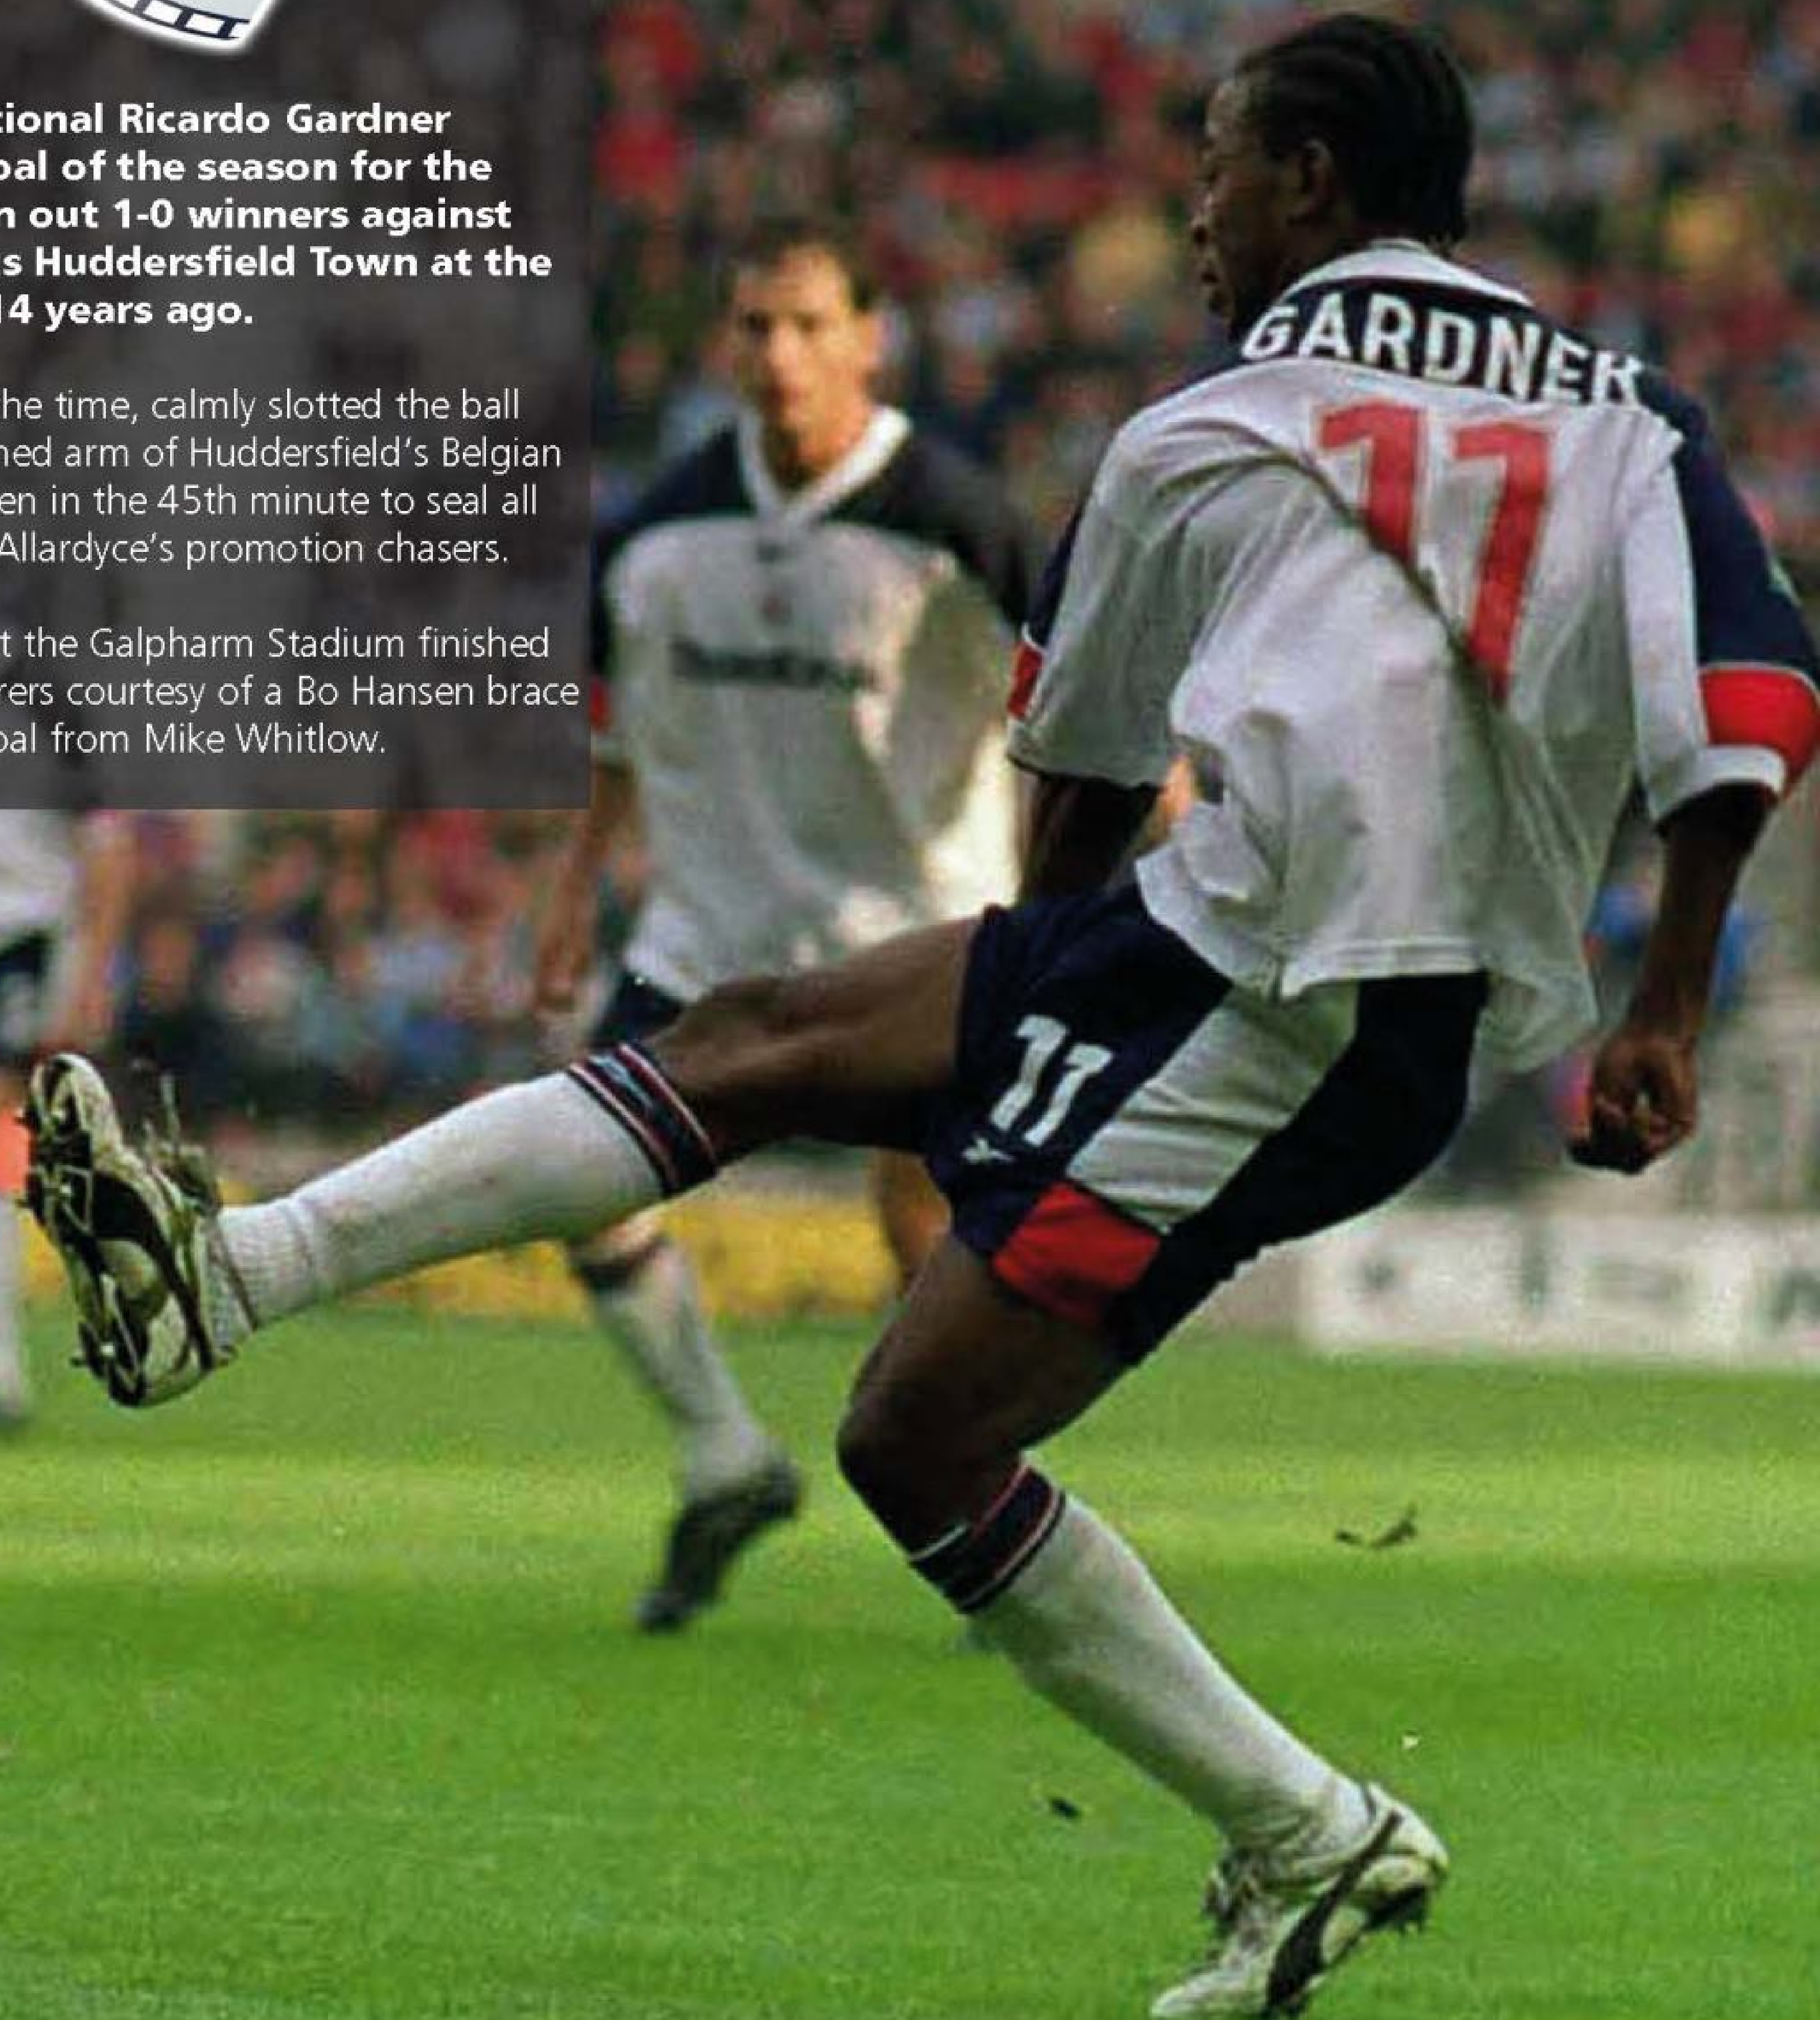 tional Ricardo Gardner
oal of the season for the
n out 1-0 winners against
s Huddersfield Town at the
14 years ago.
he time, calmly slotted the ball
hed arm of Huddersfield's Belgian
en in the 45th minute to seal all
Allardyce's promotion chasers.
t the Galpharm Stadium finished
rers courtesy of a Bo Hansen brace
oal from Mike Whitlow.
GARDNER
11
11